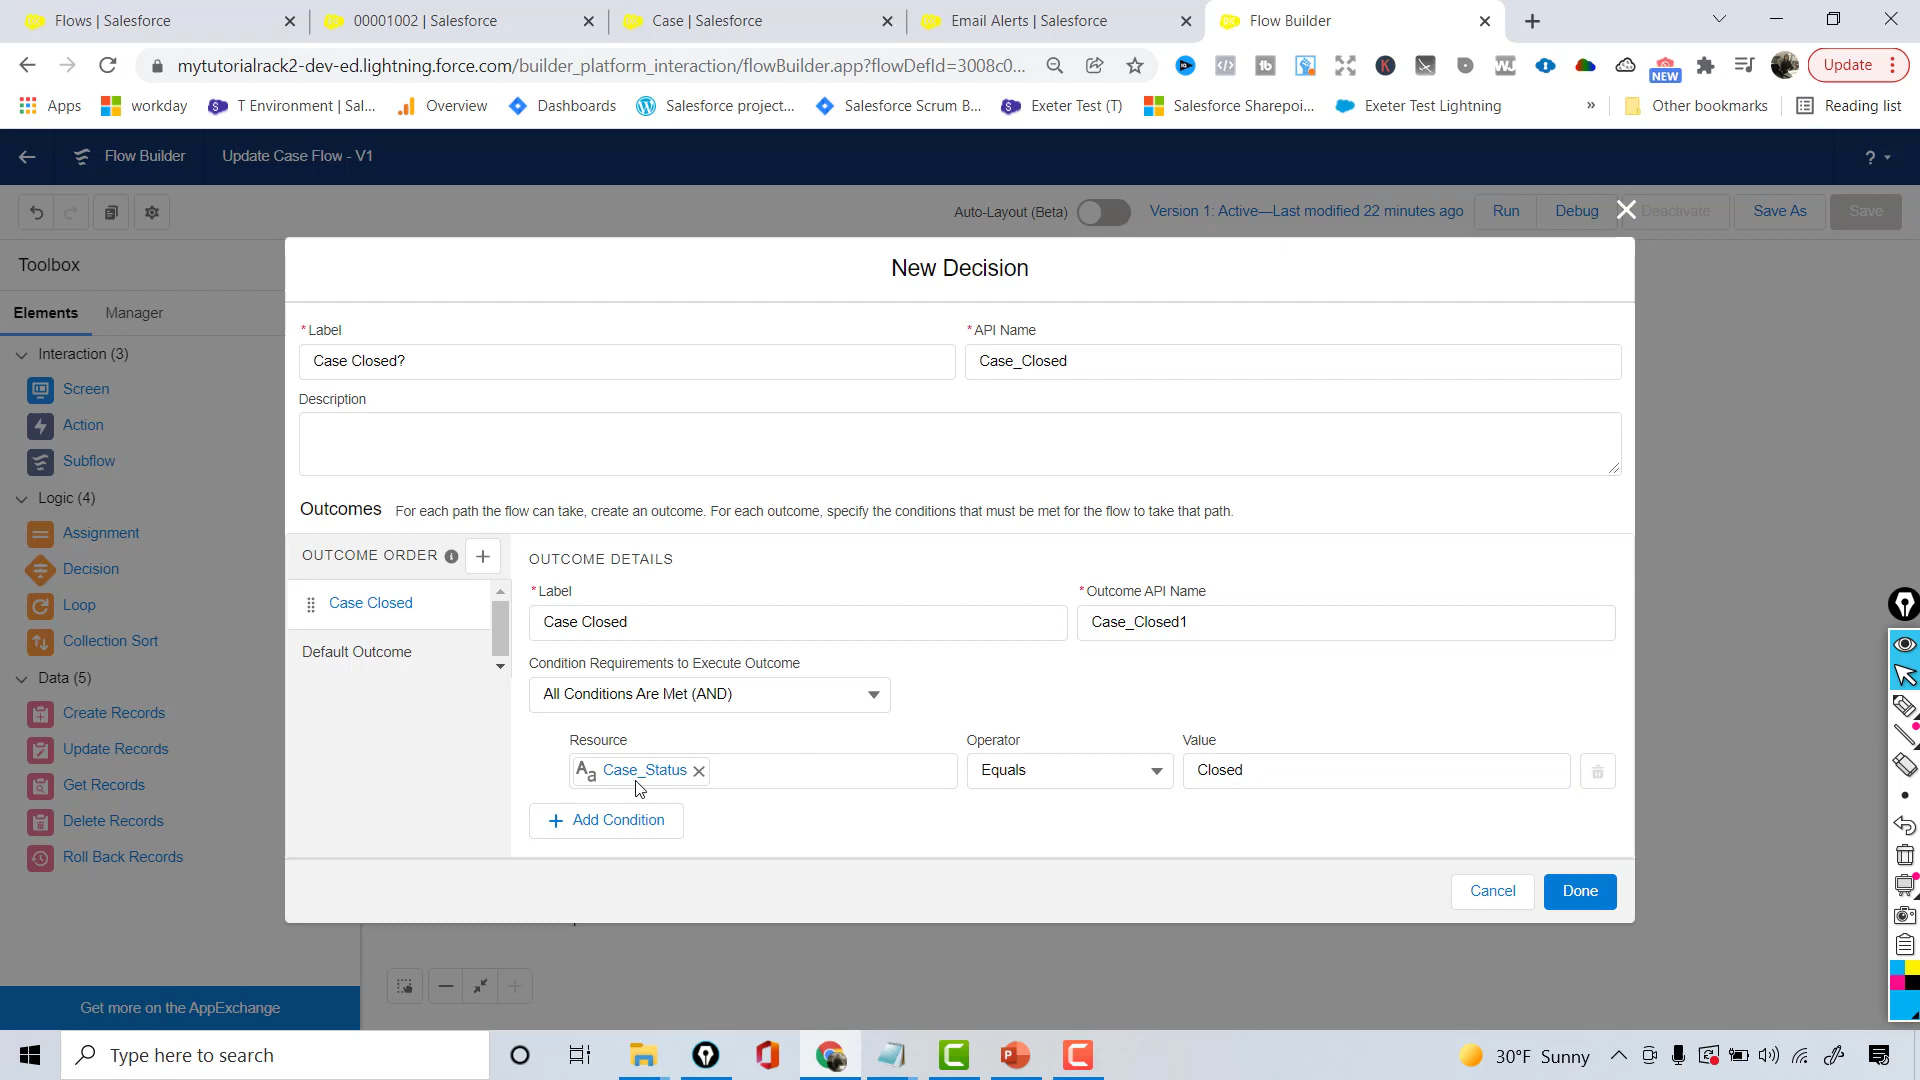 Flows | Salesforce
00001002 | Salesforce
Case | Salesforce
Email Alerts | Salesforce
Flow Builder
mytutorialrack2-dev-ed.lightning.force.com/builder_platform_interaction/flowBuilder.app?flowDefId=3008c0...
NEW
Update
Apps
workday
T Environment | Sal...
Overview
Dashboards
Salesforce project...
Salesforce Scrum B...
Exeter Test (T)
Salesforce Sharepoi...
Exeter Test Lightning
»
Other bookmarks
Reading list
Flow Builder
Update Case Flow - V1
?
Auto-Layout (Beta)
Version 1: Active—Last modified 22 minutes ago
Run
Debug
Deactivate
Save As
Save
Toolbox
Elements
Manager
Interaction (3)
Screen
Action
Subflow
Logic (4)
Assignment
Decision
Loop
Collection Sort
Data (5)
Create Records
Update Records
Get Records
Delete Records
Roll Back Records
Get more on the AppExchange
New Decision
* Label
* API Name
Case Closed?
Case_Closed
Description
Outcomes For each path the flow can take, create an outcome. For each outcome, specify the conditions that must be met for the flow to take that path.
OUTCOME ORDER
Case Closed
Default Outcome
OUTCOME DETAILS
* Label
* Outcome API Name
Case Closed
Case_Closed1
Condition Requirements to Execute Outcome
All Conditions Are Met (AND)
Resource
Operator
Value
Aa Case_Status
Equals
Closed
+ Add Condition
Cancel
Done
Type here to search
30°F Sunny